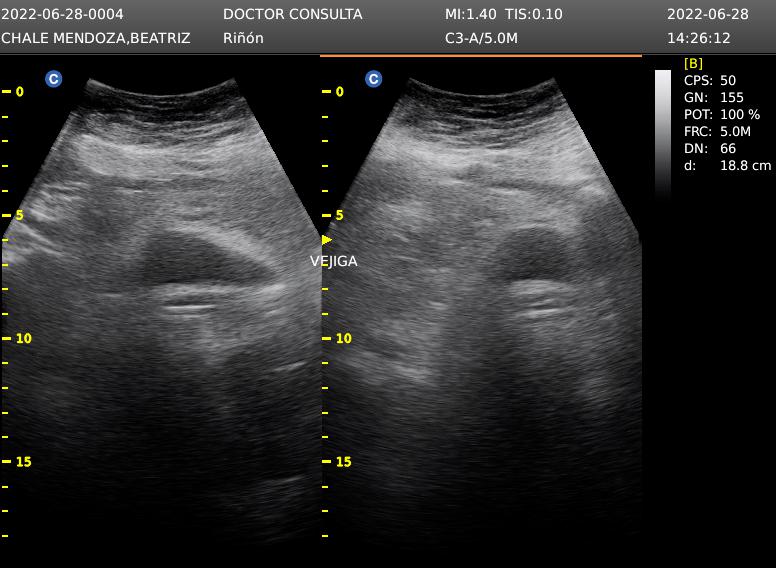 2022-06-28-0004 DOCTOR CONSULTA MI:1.40 TIS:0.10 2022-06-28
CHALE MENDOZA,BEATRIZ Riñón C3-A/5.0M 14:26:12
C
C
[B]
CPS: 50
GN: 155
POT: 100 %
FRC: 5.0M
DN: 66
d: 18.8 cm
0 0
5 5
VEJIGA
10 10
15 15